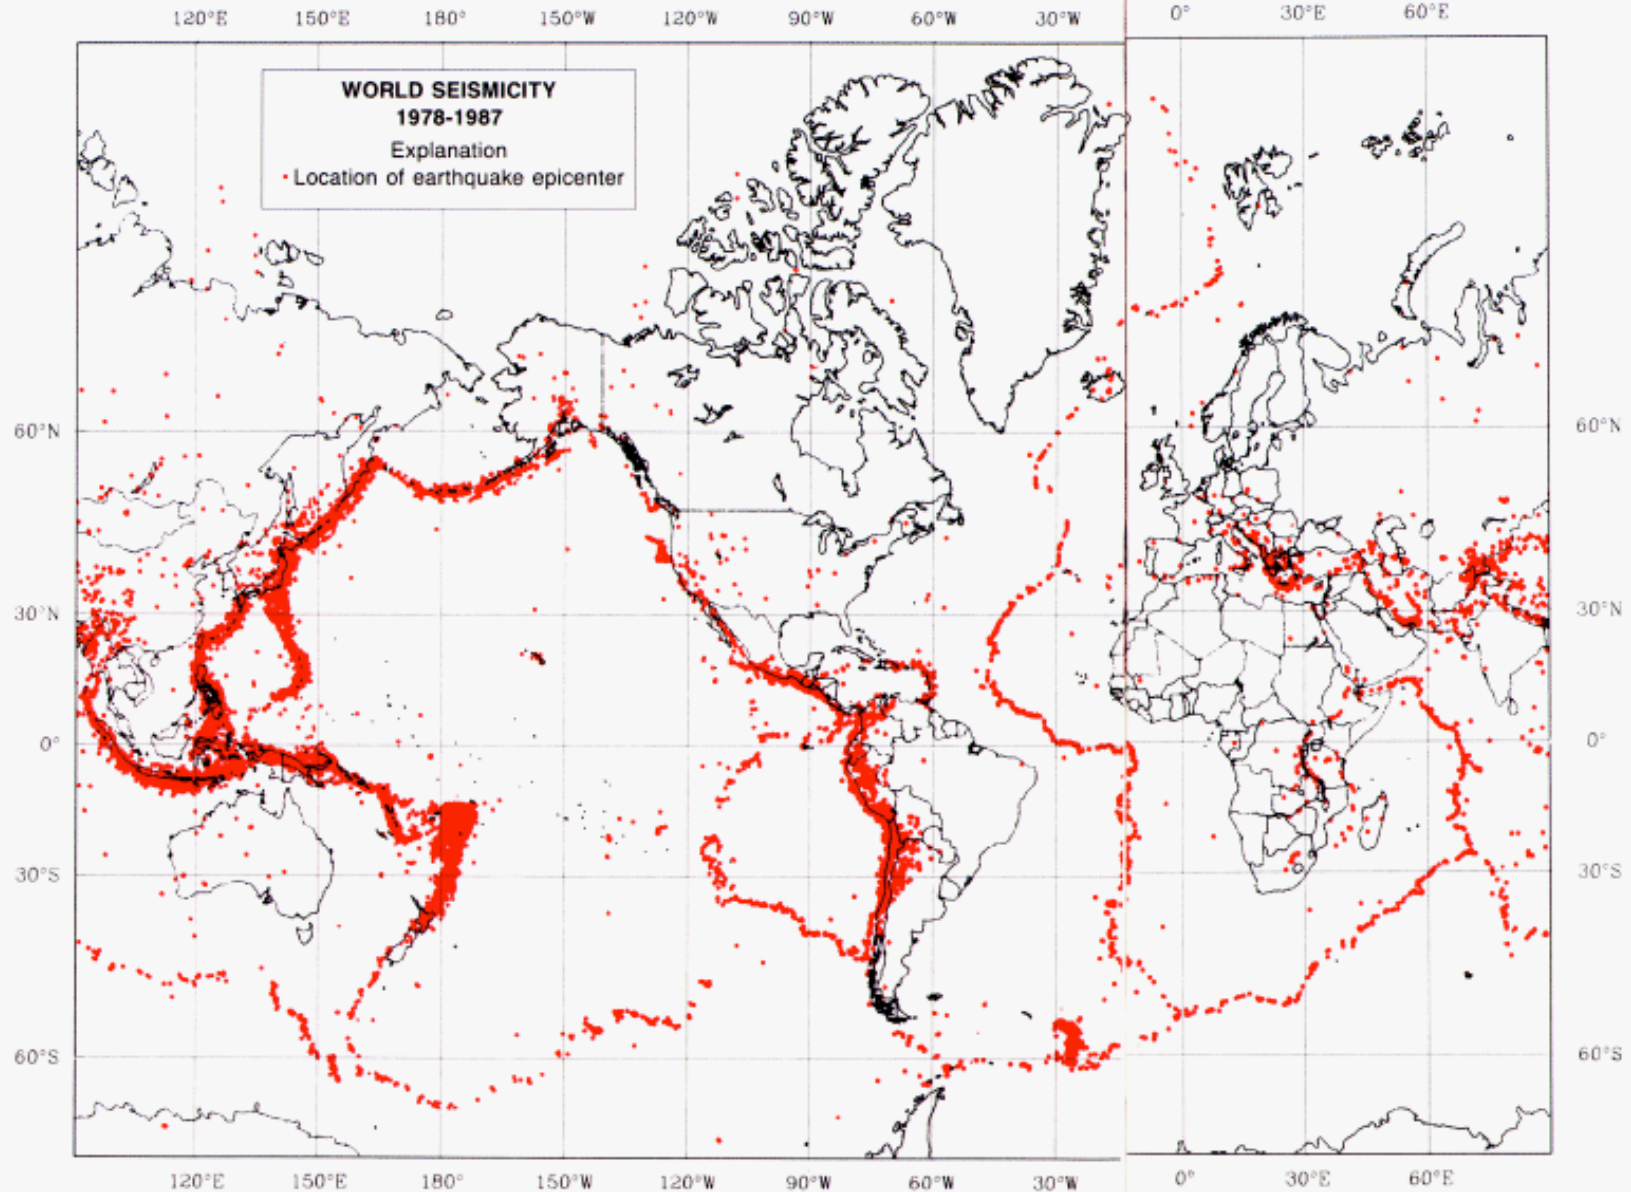 120°E 150°E 180° 150°W 120°W 90°W 60°W 30°W 0° 30°E 60°E
WORLD SEISMICITY
1978-1987
Explanation
Location of earthquake epicenter
60°N 60°N
30°N 30°N
0° 0°
30°S 30°S
60°S 60°S
120°E 150°E 180° 150°W 120°W 90°W 60°W 30°W 0° 30°E 60°E